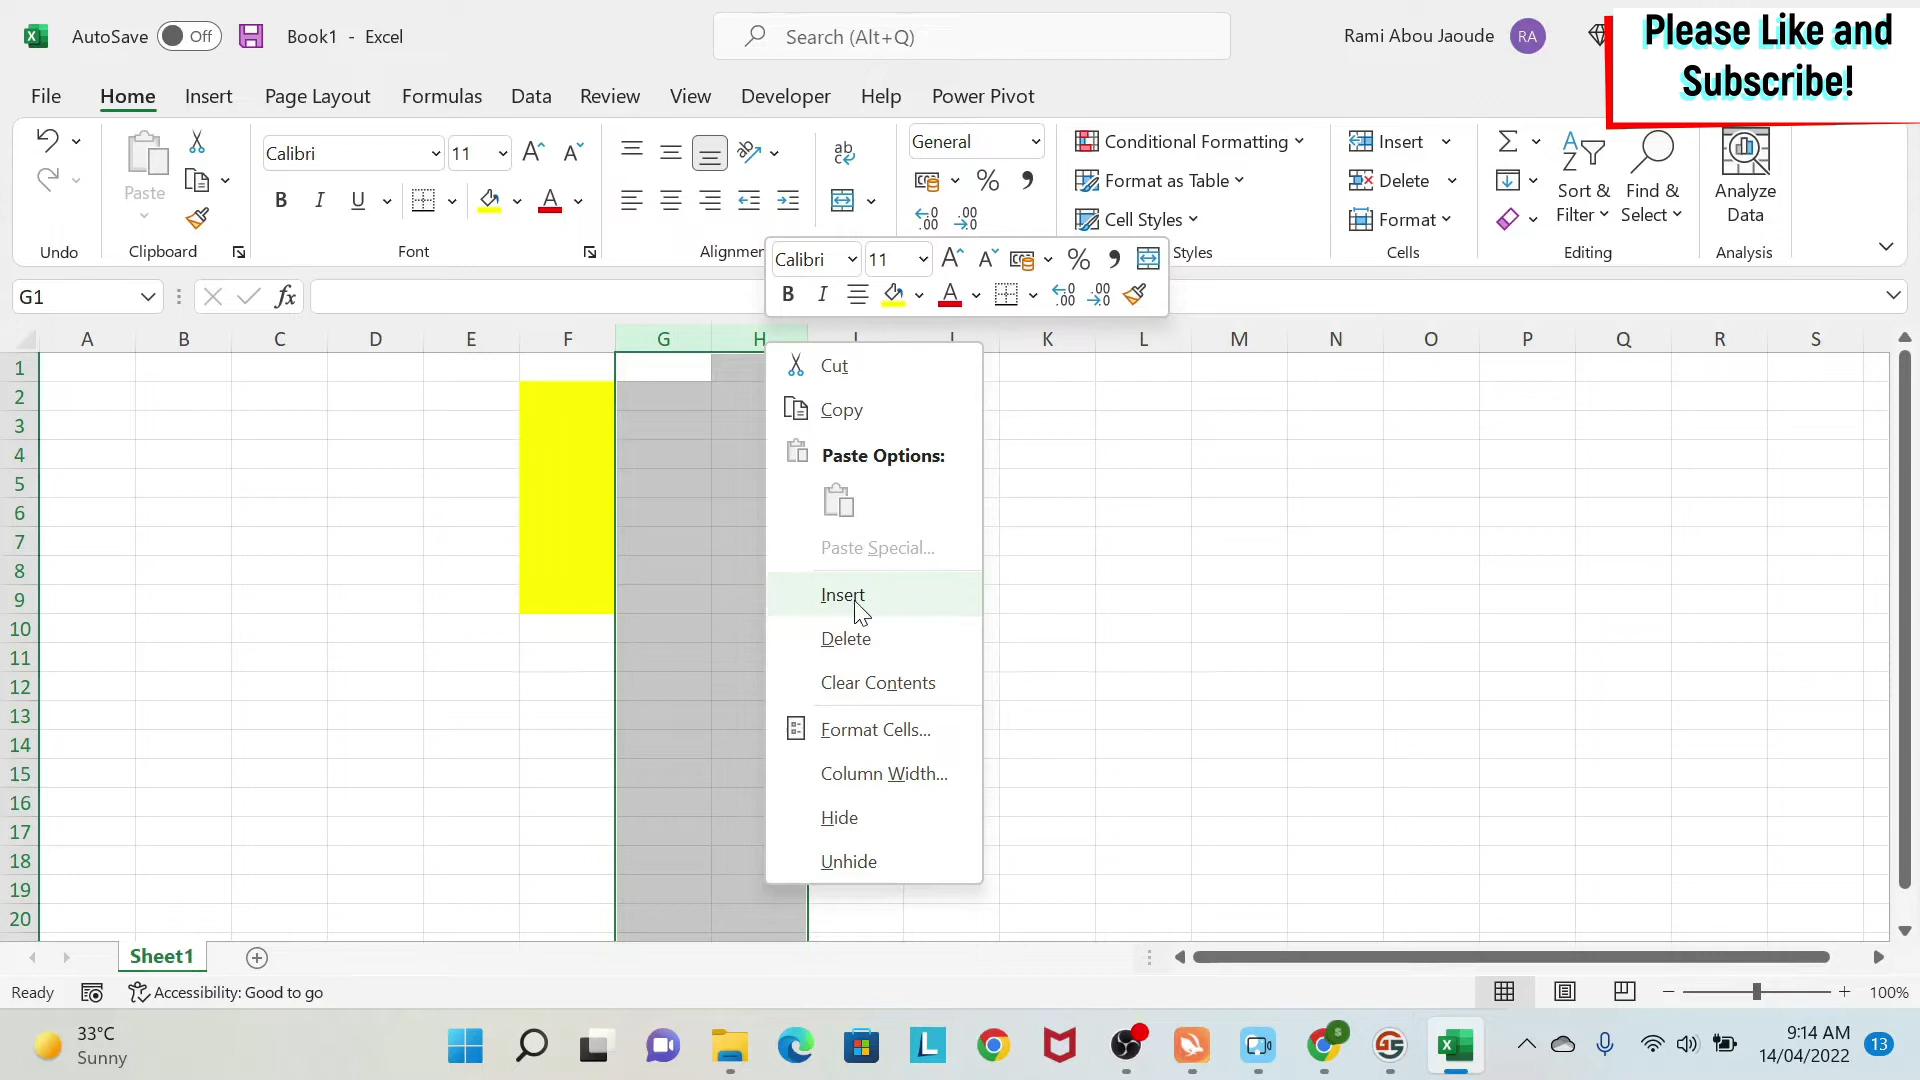 AutoSave Off Book1 - Excel
Search (Alt+Q)
Rami Abou Jaoude RA
Please Like and
Subscribe!
File Home Insert Page Layout Formulas Data Review View Developer Help Power Pivot
Undo
Paste
Clipboard
Calibri 11
B I U A
Font
ab
Alignmen
General
% ,
Conditional Formatting
Format as Table
Cell Styles
Styles
Insert
Delete
Format
Cells
Sort &
Filter
Find &
Select
Editing
Analyze
Data
Analysis
Calibri 11 A A % ,
B I A
G1 fx
A B C D E F G H K L M N O P Q R S
1
2
3
4
5
6
7
8
9
10
11
12
13
14
15
16
17
18
19
20
Cut
Copy
Paste Options:
Paste Special...
Insert
Delete
Clear Contents
Format Cells...
Column Width...
Hide
Unhide
Sheet1
Ready Accessibility: Good to go 100%
33°C
Sunny
9:14 AM
14/04/2022
13